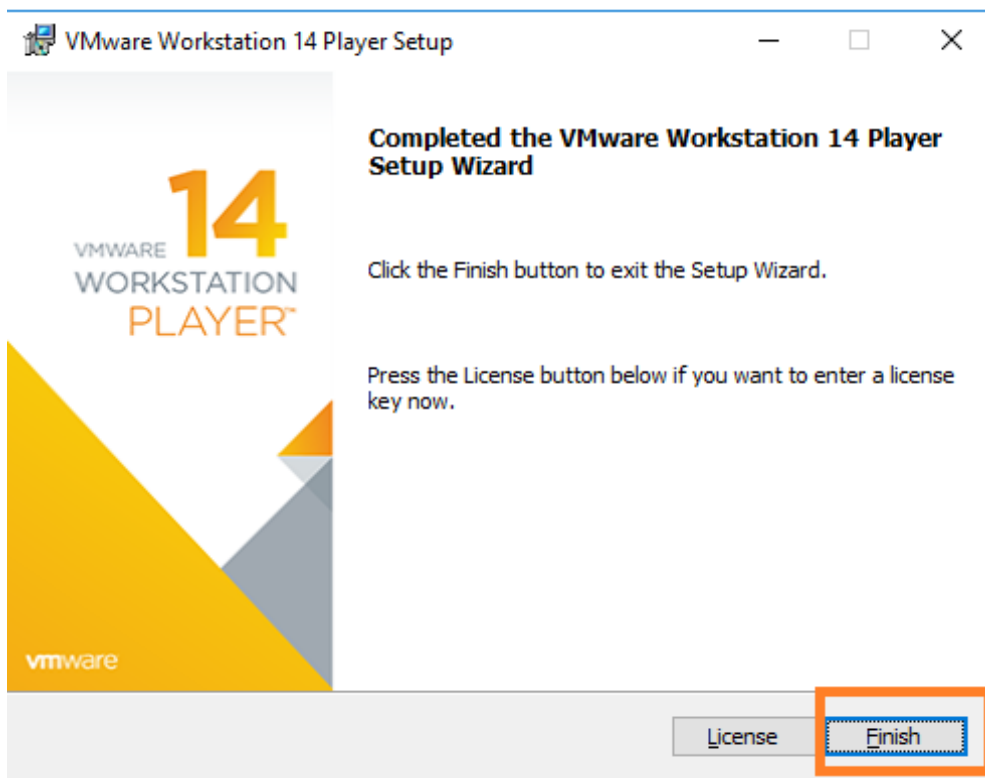 VMware Workstation 14 Player Setup
Completed the VMware Workstation 14 Player
Setup Wizard
14
VMWARE
WORKSTATION
PLAYER™
Click the Finish button to exit the Setup Wizard.
Press the License button below if you want to enter a license
key now.
vmware
License
Finish